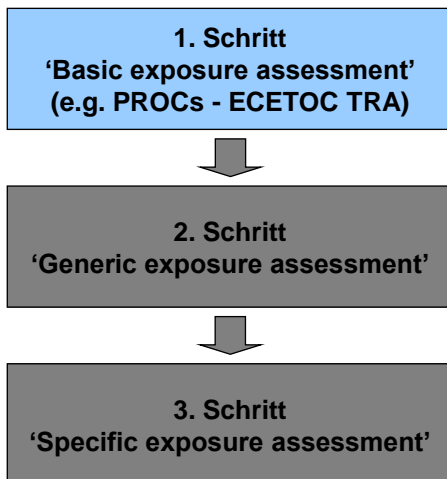 1. Schritt
‘Basic exposure assessment’
(e.g. PROCs - ECETOC TRA)
2. Schritt
‘Generic exposure assessment’
3. Schritt
‘Specific exposure assessment’